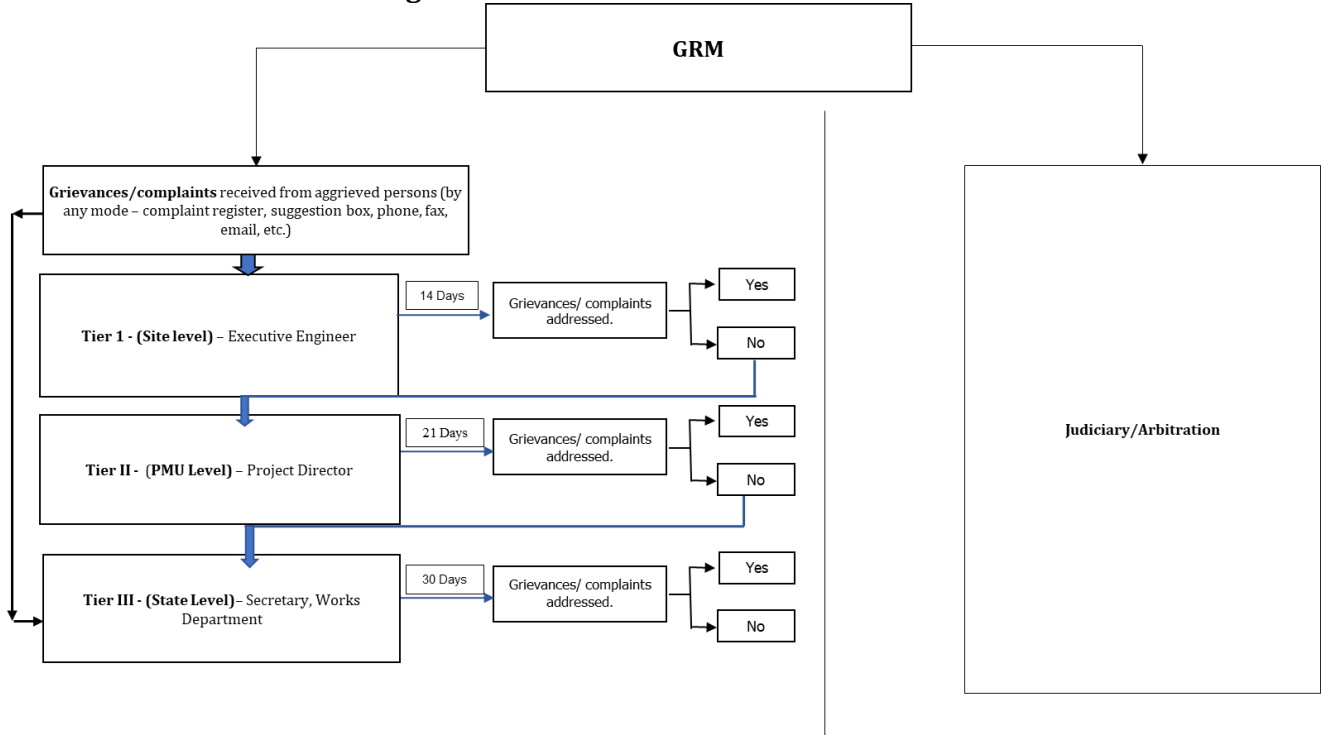 g
GRM
Grievances/complaints received from aggrieved persons (by
any mode – complaint register, suggestion box, phone, fax,
email, etc.)
14 Days
Tier 1 - (Site level) – Executive Engineer
Grievances/ complaints
addressed.
Yes
No
21 Days
Tier II - (PMU Level) – Project Director
Grievances/ complaints
addressed.
Yes
No
30 Days
Tier III - (State Level)– Secretary, Works
Department
Grievances/ complaints
addressed.
Yes
No
Judiciary/Arbitration